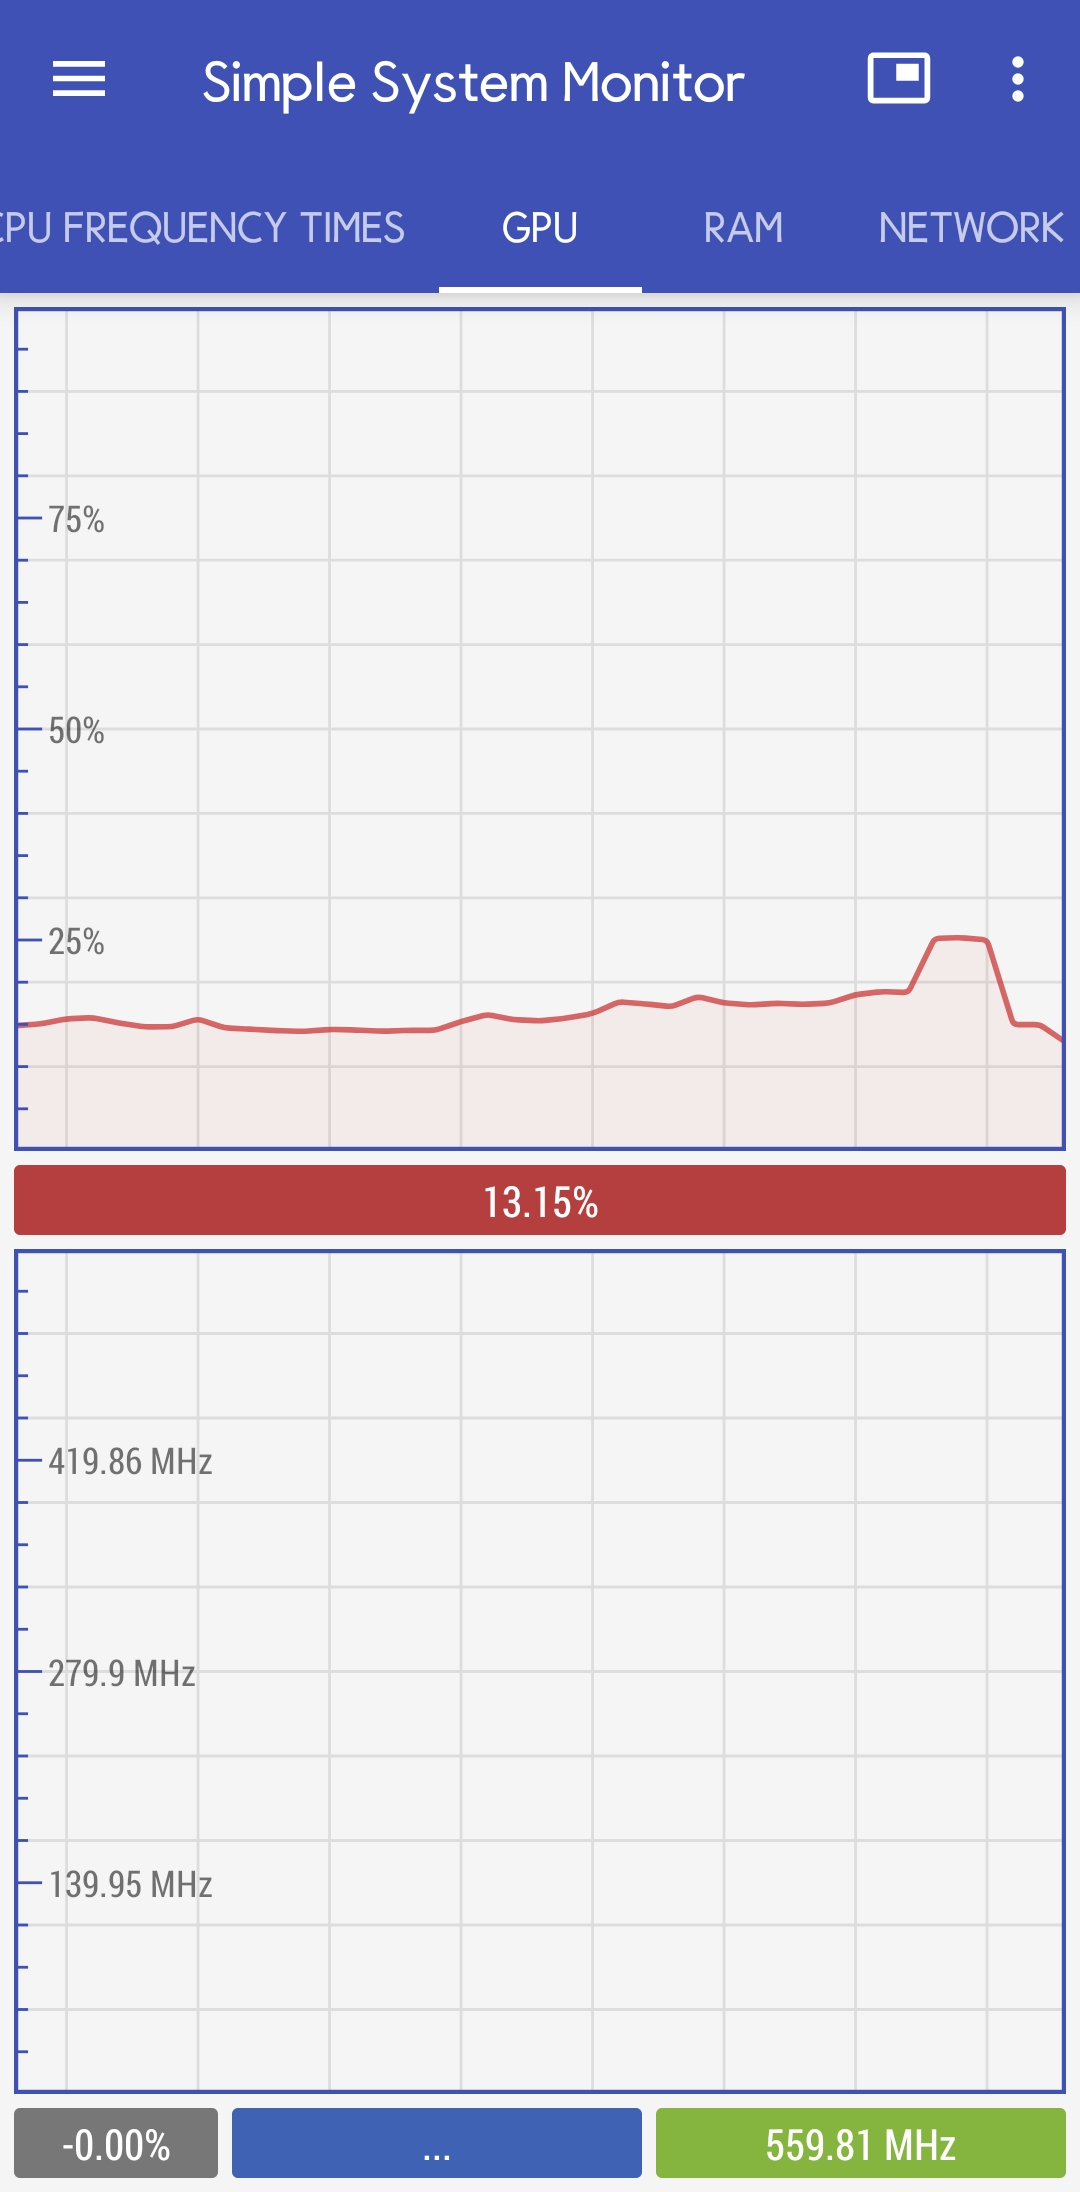 Simple System Monitor
CPU FREQUENCY TIMES GPU RAM NETWORK
75%
50%
25%
13.15%
419.86 MHz
279.9 MHz
139.95 MHz
-0.00% ... 559.81 MHz